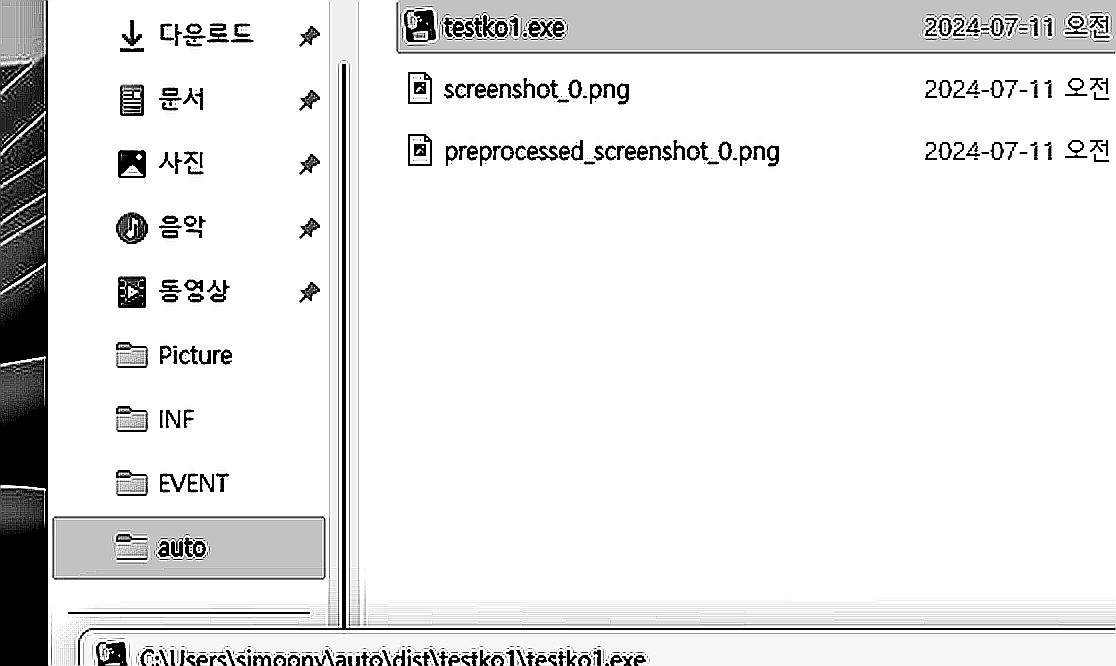 다운로드
문서
사진
음악
동영상
Picture
INF
EVENT
auto
testko1.exe 2024-07-11 오전
screenshot_0.png 2024-07-11 오전
preprocessed_screenshot_0.png 2024-07-11 오전
C:\Users\simoony\auto\dist\testko1\testko1.exe